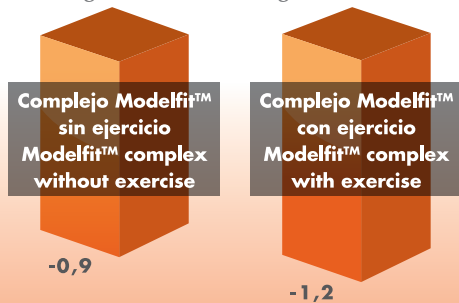 Complejo Modelfit™
sin ejercicio
Modelfit™ complex
without exercise
-0,9
Complejo Modelfit™
con ejercicio
Modelfit™ complex
with exercise
-1,2